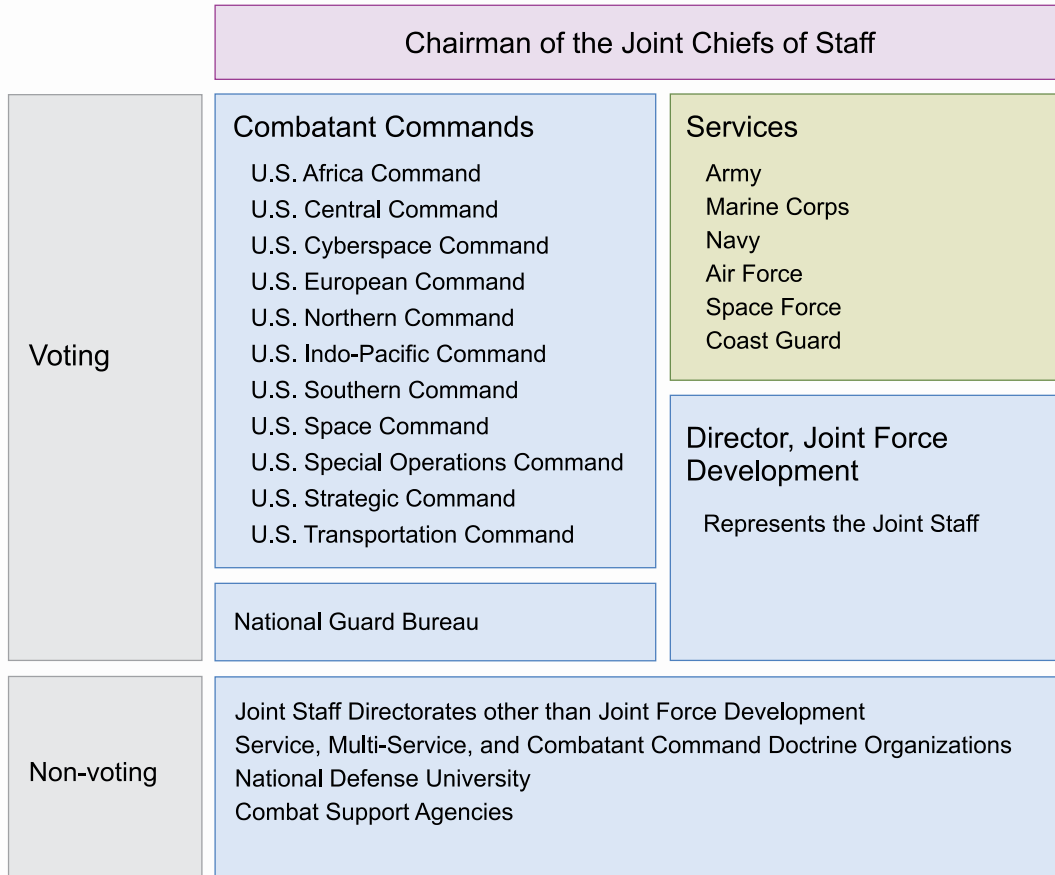 Chairman of the Joint Chiefs of Staff
Voting
Combatant Commands
U.S. Africa Command
U.S. Central Command
U.S. Cyberspace Command
U.S. European Command
U.S. Northern Command
U.S. Indo-Pacific Command
U.S. Southern Command
U.S. Space Command
U.S. Special Operations Command
U.S. Strategic Command
U.S. Transportation Command
National Guard Bureau
Services
Army
Marine Corps
Navy
Air Force
Space Force
Coast Guard
Director, Joint Force
Development
Represents the Joint Staff
Non-voting
Joint Staff Directorates other than Joint Force Development
Service, Multi-Service, and Combatant Command Doctrine Organizations
National Defense University
Combat Support Agencies